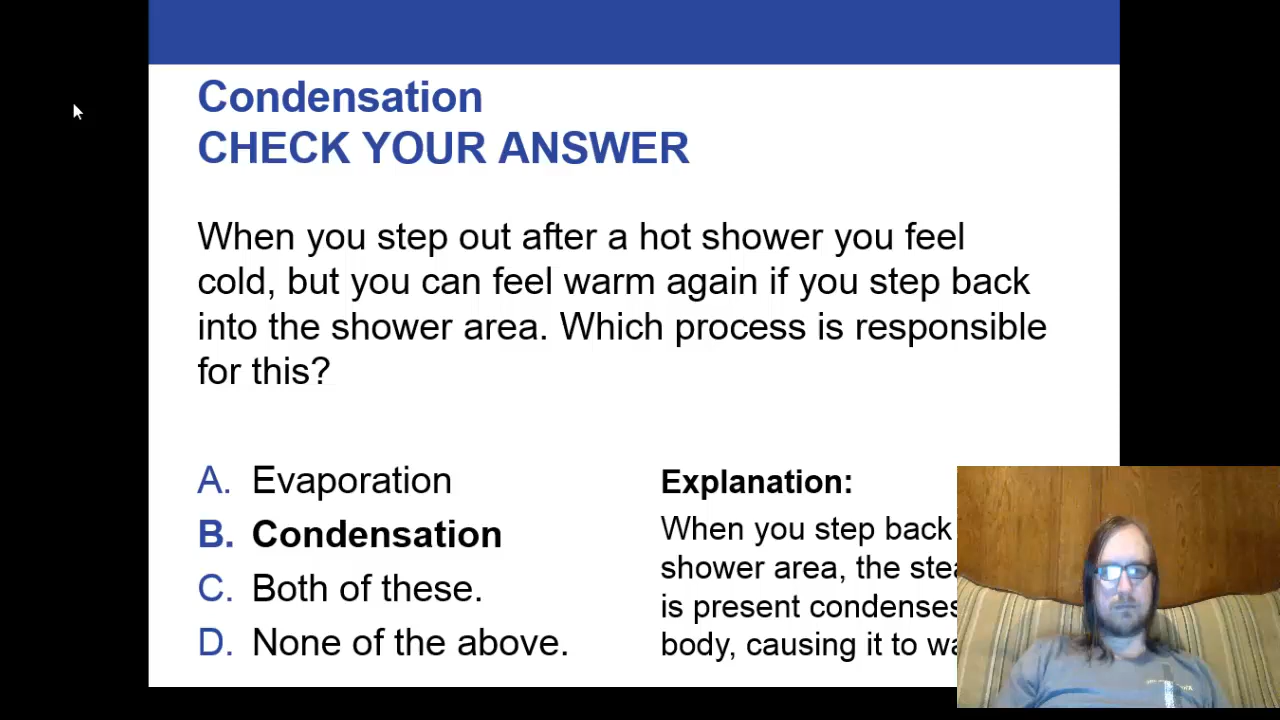 Condensation
CHECK YOUR ANSWER
When you step out after a hot shower you feel
cold, but you can feel warm again if you step back
into the shower area. Which process is responsible
for this?
A. Evaporation
B. Condensation
C. Both of these.
D. None of the above.
Explanation:
When you step back
shower area, the
is present condenses
body, causing it to